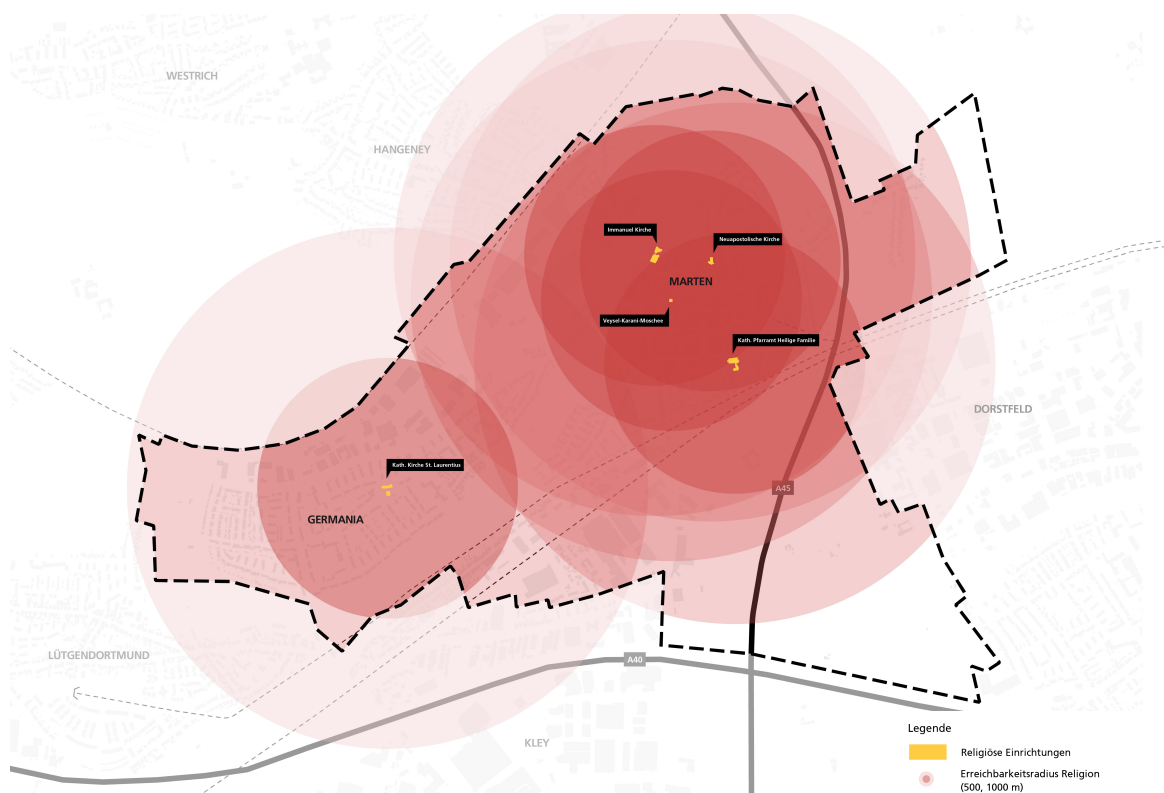 WESTRICH
HANGENEY
Immanuel Kirche
Neuapostolische Kirche
MARTEN
Veysel-Karani-Moschee
Kath. Pfarramt Heilige Familie
DORSTFELD
Kath. Kirche St. Laurentius
A45
GERMANIA
LÜTGENDORTMUND
A40
KLEY
Legende
Religiöse Einrichtungen
Erreichbarkeitsradius Religion
(500, 1000 m)